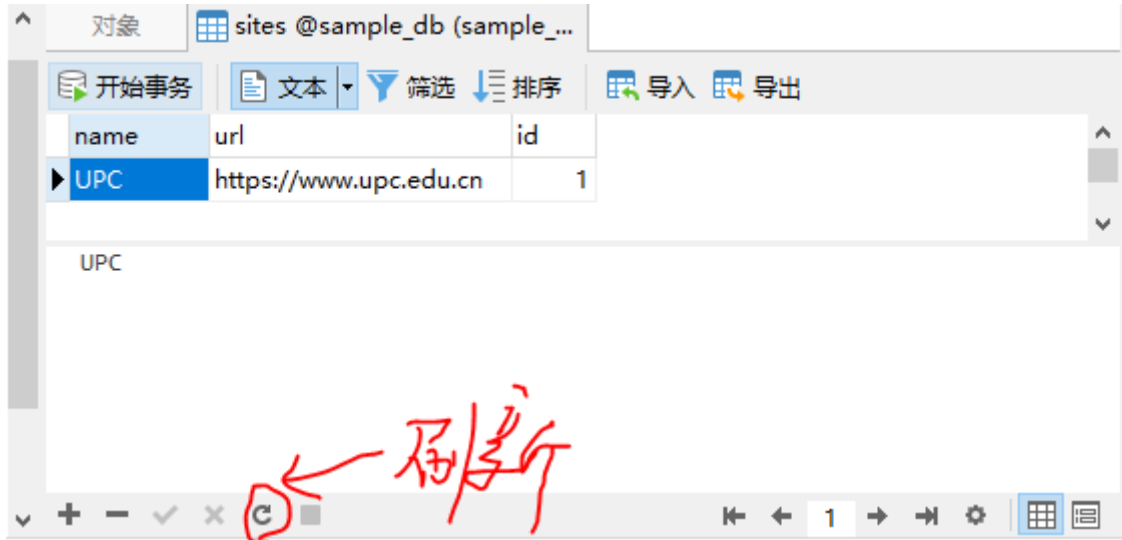 对象 sites @sample_db (sample_...
开始事务 文本 筛选 排序 导入 导出
name url id
UPC https://www.upc.edu.cn 1
UPC
刷新
1